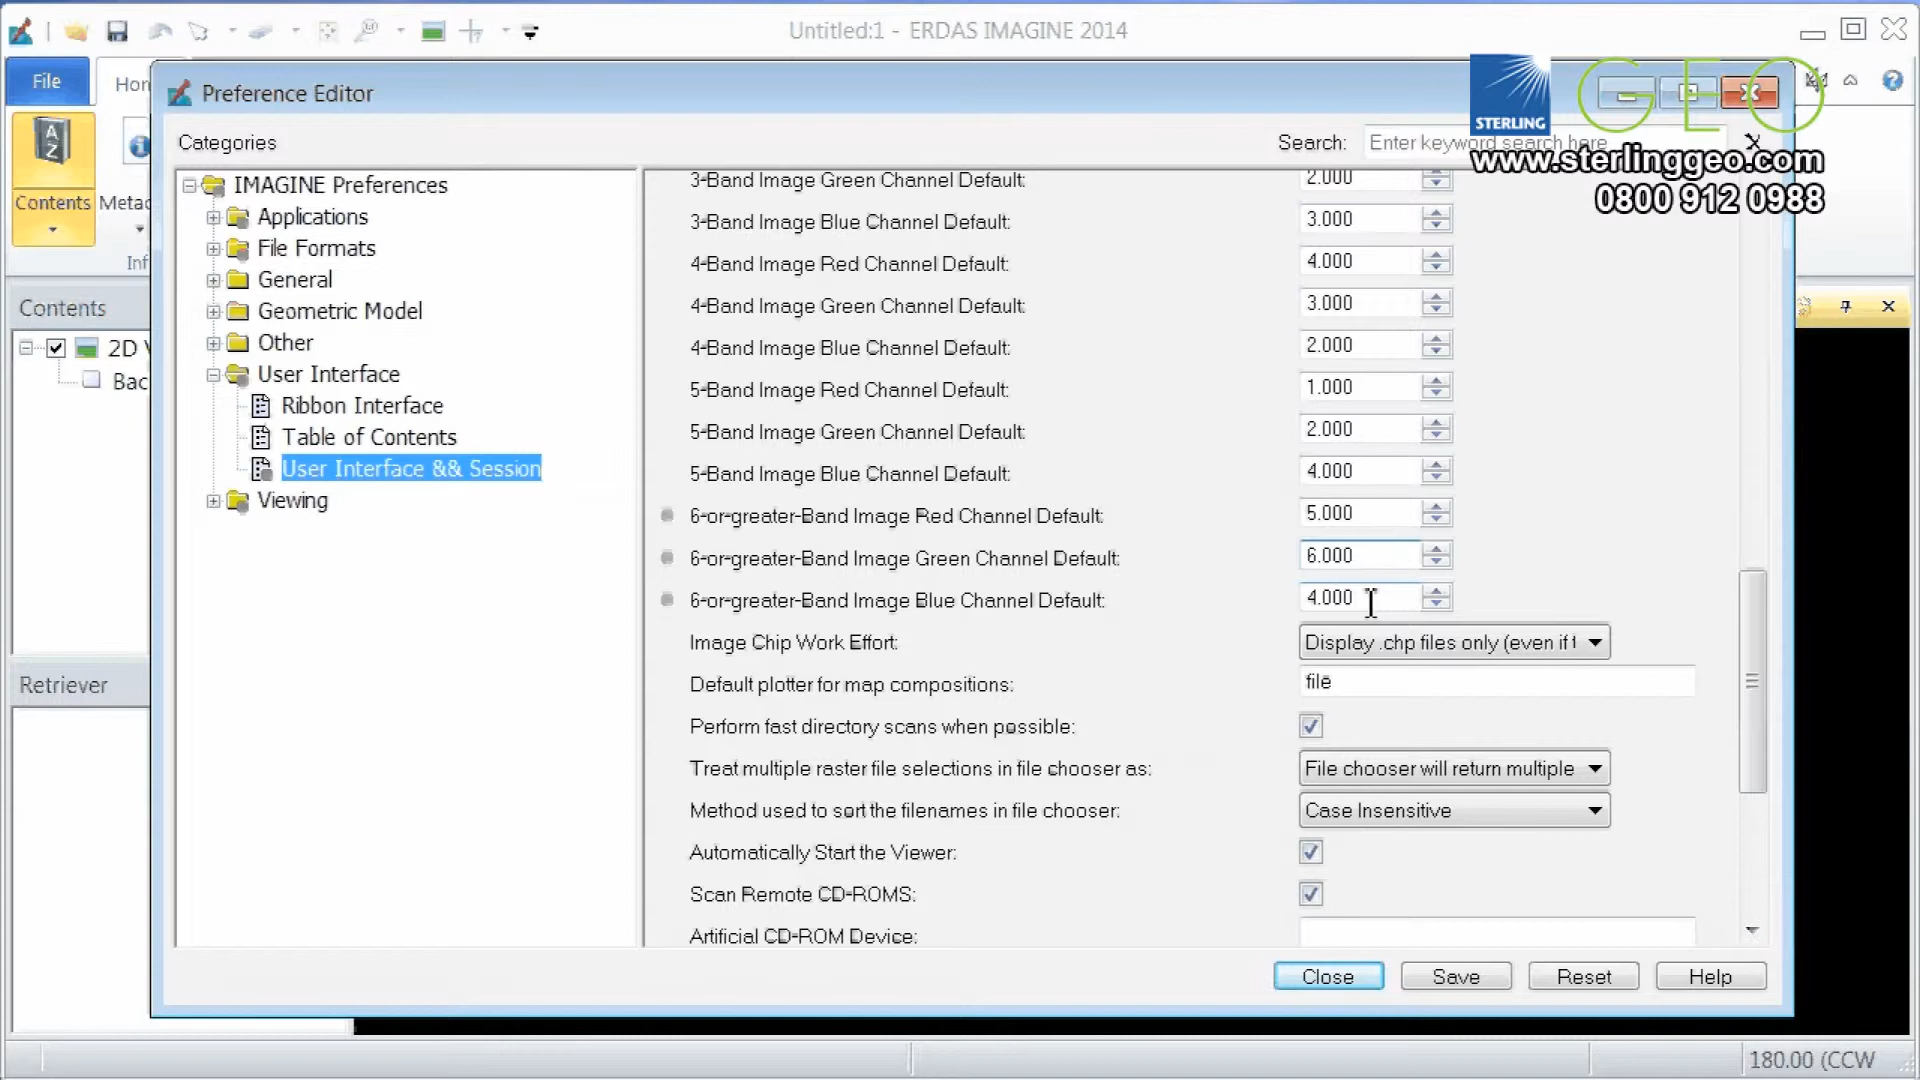 Untitled:1 - ERDAS IMAGINE 2014
File
Hom
Preference Editor
STERLING
GEO
Categories
Search:
Enter keyword search here
www.sterlinggeo.com
0800 912 0988
Contents
Metac
Inf
IMAGINE Preferences
Applications
File Formats
General
Geometric Model
Other
User Interface
Ribbon Interface
Table of Contents
User Interface && Session
Viewing
3-Band Image Green Channel Default: 2.000
3-Band Image Blue Channel Default: 3.000
4-Band Image Red Channel Default: 4.000
4-Band Image Green Channel Default: 3.000
4-Band Image Blue Channel Default: 2.000
5-Band Image Red Channel Default: 1.000
5-Band Image Green Channel Default: 2.000
5-Band Image Blue Channel Default: 4.000
6-or-greater-Band Image Red Channel Default: 5.000
6-or-greater-Band Image Green Channel Default: 6.000
6-or-greater-Band Image Blue Channel Default: 4.000
Image Chip Work Effort: Display .chp files only (even if t
Default plotter for map compositions: file
Perform fast directory scans when possible:
Treat multiple raster file selections in file chooser as: File chooser will return multiple
Method used to sort the filenames in file chooser: Case Insensitive
Automatically Start the Viewer:
Scan Remote CD-ROMS:
Artificial CD-ROM Device:
Close
Save
Reset
Help
Contents
2D V
Bac
Retriever
180.00 (CCW